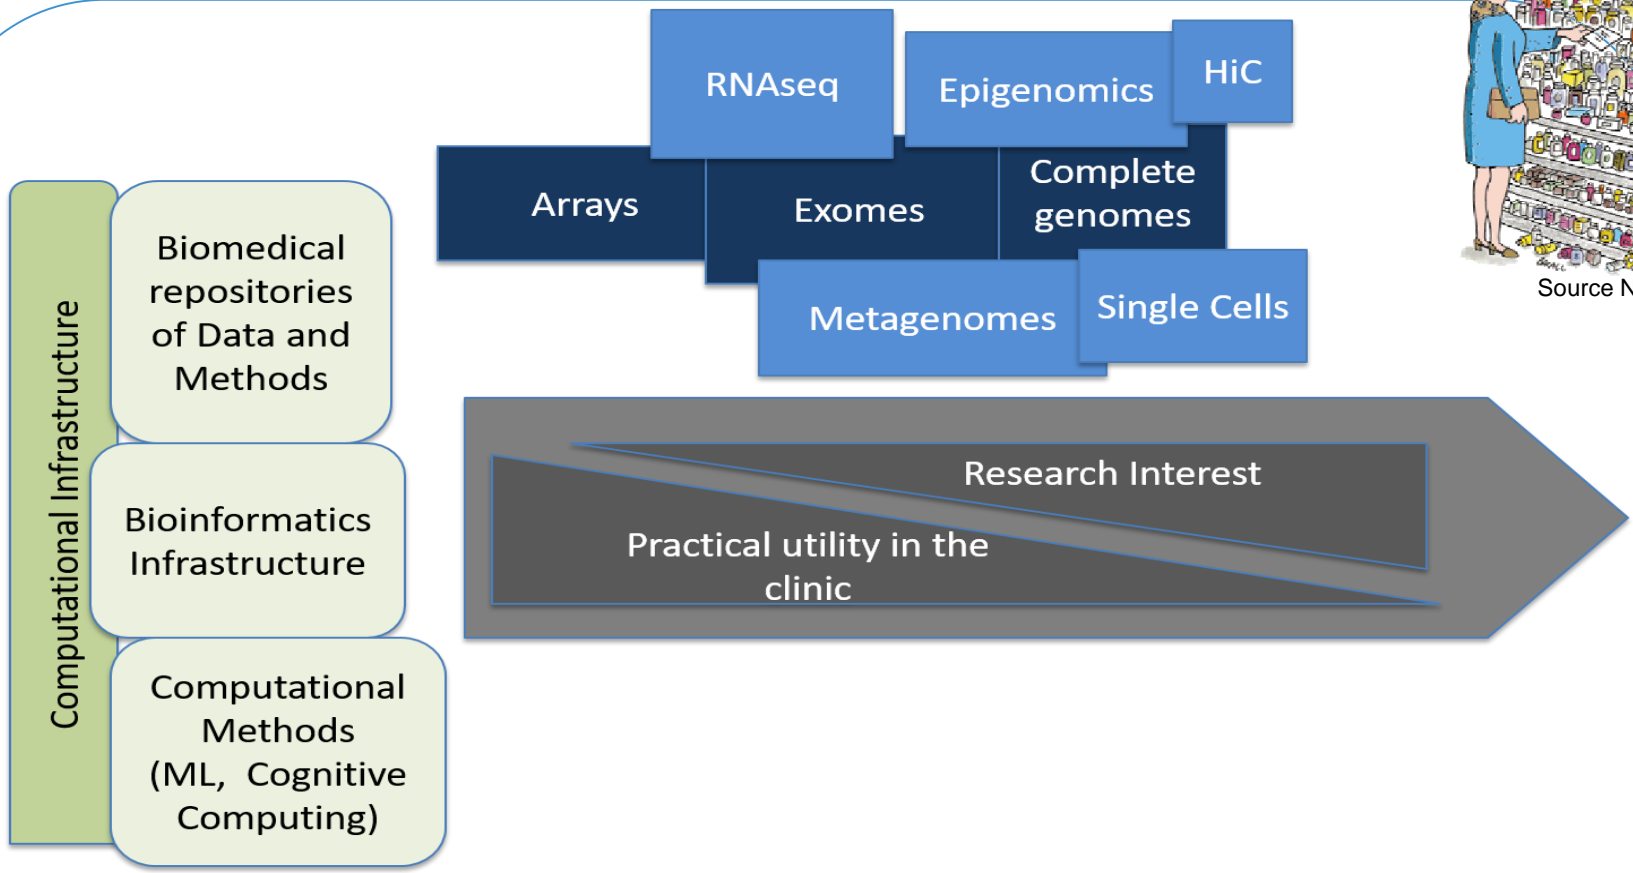 Computational Infrastructure
Biomedical
repositories
of Data and
Methods
Bioinformatics
Infrastructure
Computational
Methods
(ML, Cognitive
Computing)
RNAseq
Epigenomics
HiC
Arrays
Exomes
Complete
genomes
Metagenomes
Single Cells
Research Interest
Practical utility in the
clinic
Source